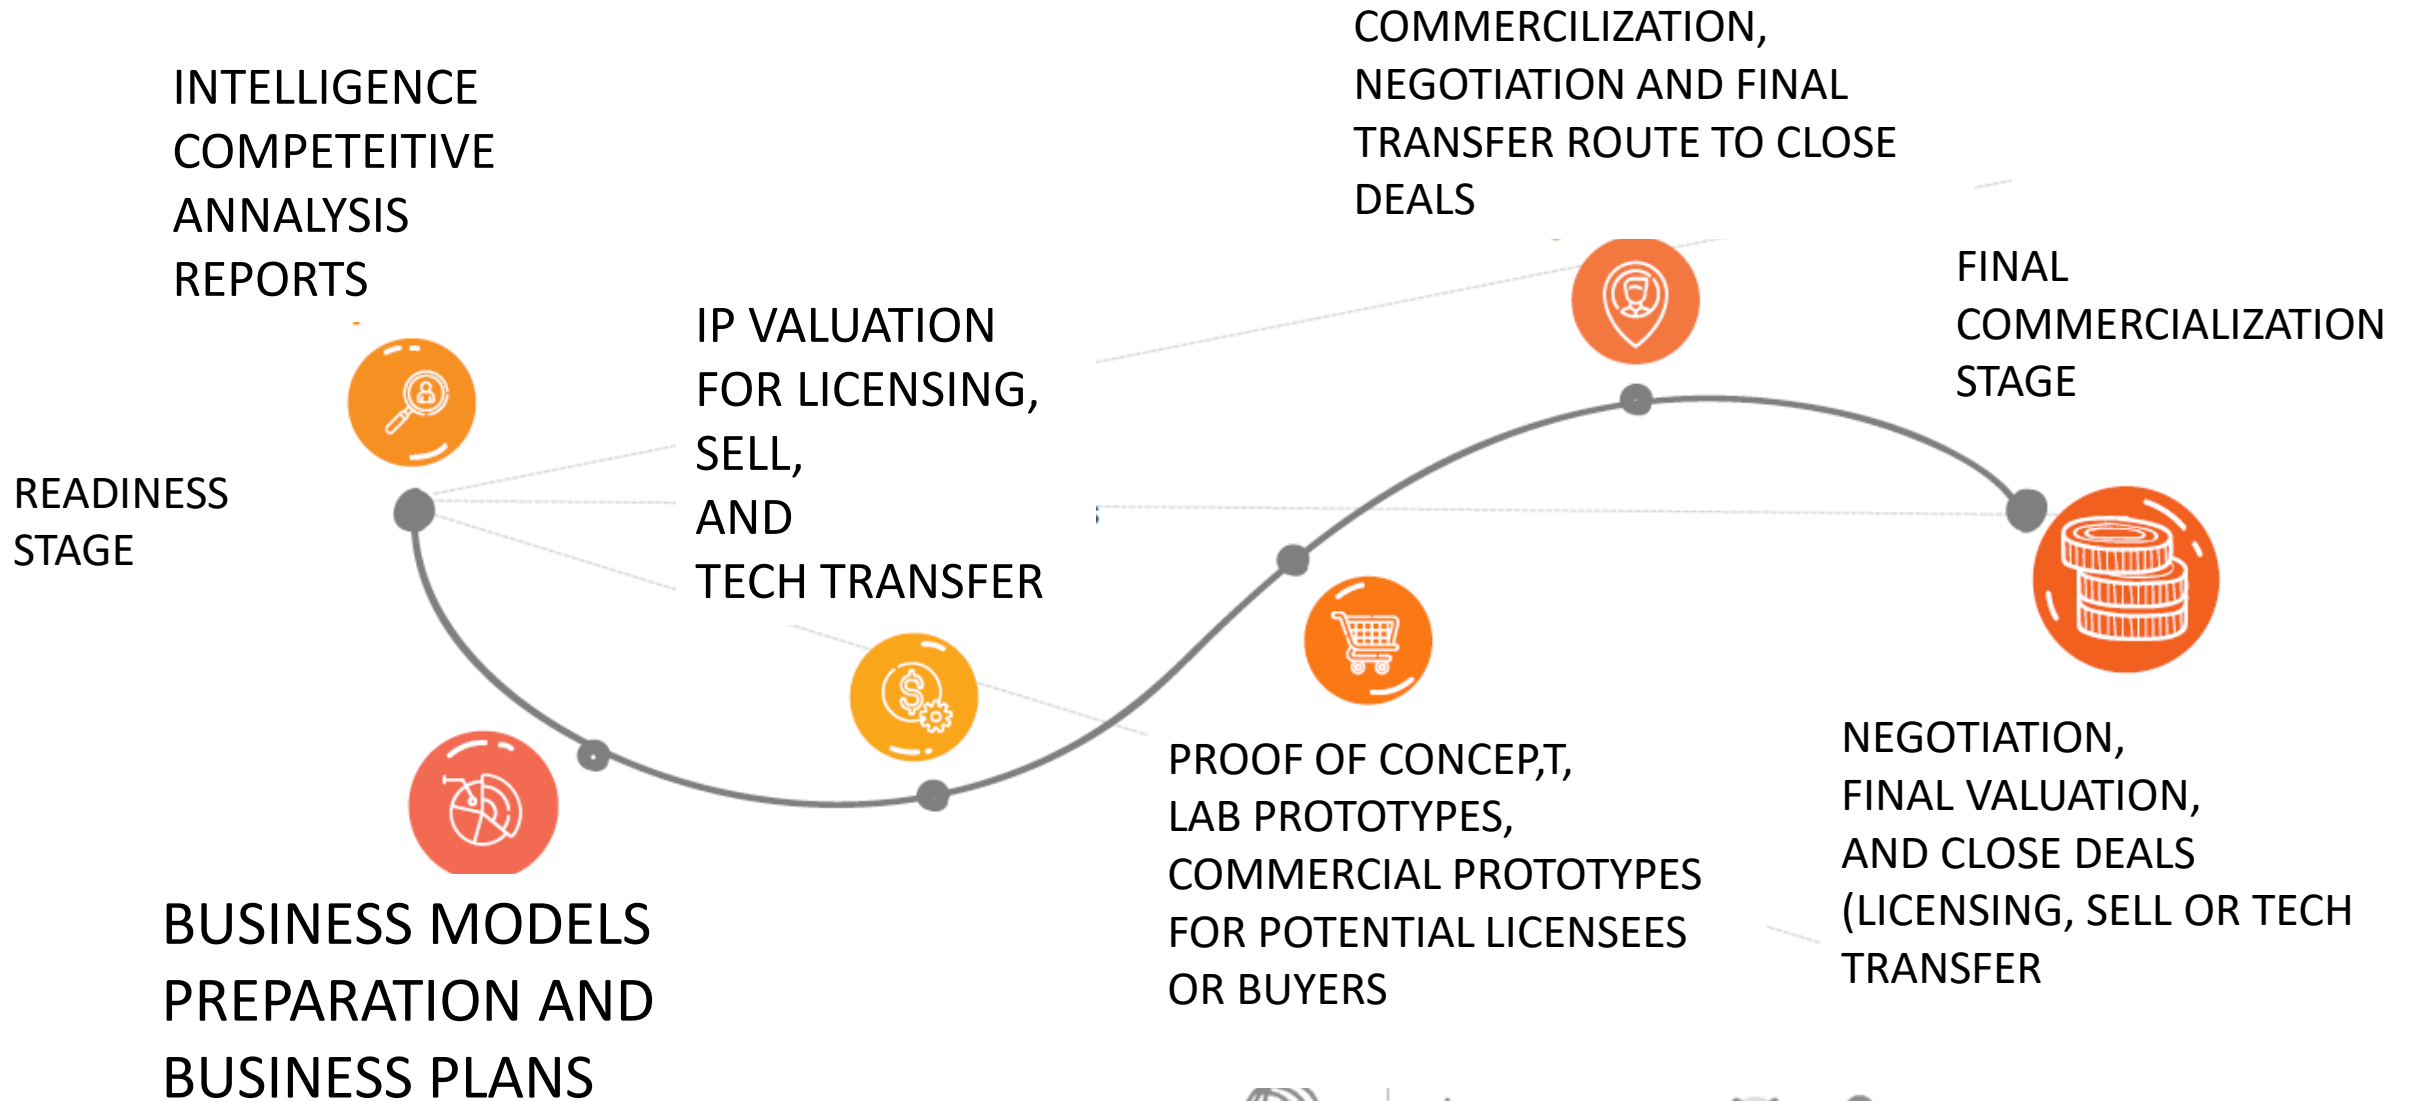 INTELLIGENCE
COMPETEITIVE
ANNALYSIS
REPORTS
READINESS
STAGE
BUSINESS MODELS
PREPARATION AND
BUSINESS PLANS
IP VALUATION
FOR LICENSING,
SELL,
AND
TECH TRANSFER
PROOF OF CONCEP,T,
LAB PROTOTYPES,
COMMERCIAL PROTOTYPES
FOR POTENTIAL LICENSEES
OR BUYERS
COMMERCILIZATION,
NEGOTIATION AND FINAL
TRANSFER ROUTE TO CLOSE
DEALS
FINAL
COMMERCIALIZATION
STAGE
NEGOTIATION,
FINAL VALUATION,
AND CLOSE DEALS
(LICENSING, SELL OR TECH
TRANSFER